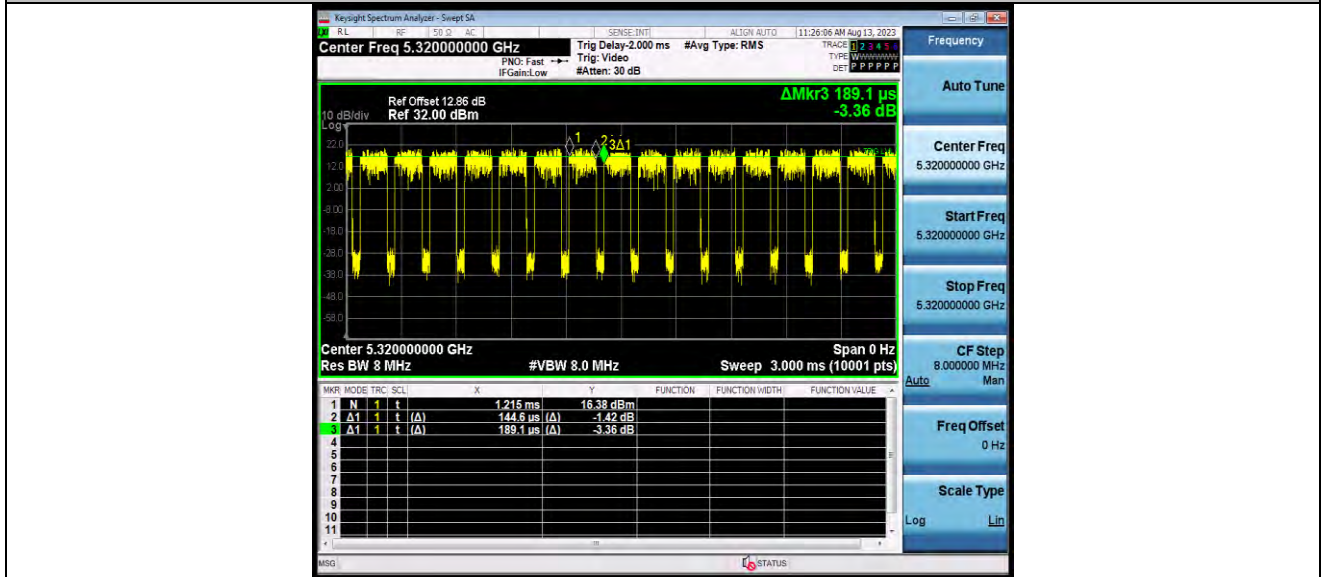 Keysight Spectrum Analyzer - Swept SA
RL RF 50 Ω AC SENSE:INT ALIGN AUTO 11:26:06 AM Aug 13, 2023
Center Freq 5.320000000 GHz
PNO: Fast
IFGain:Low
Trig Delay-2.000 ms
Trig: Video
#Atten: 30 dB
#Avg Type: RMS
TRACE 1 2 3 4 5 6
TYPE WWWWWW
DET P P P P P P
ΔMkr3 189.1 µs
-3.36 dB
Ref Offset 12.86 dB
10 dB/div Ref 32.00 dBm
Log
22.0
12.0
2.00
-8.00
-18.0
-28.0
-38.0
-48.0
-58.0
1
2
3Δ1
Center 5.320000000 GHz Span 0 Hz
Res BW 8 MHz #VBW 8.0 MHz Sweep 3.000 ms (10001 pts)
MKR MODE TRC SCL X Y FUNCTION FUNCTION WIDTH FUNCTION VALUE
1 N 1 t 1.215 ms 16.38 dBm
2 Δ1 1 t (Δ) 144.6 µs (Δ) -1.42 dB
3 Δ1 1 t (Δ) 189.1 µs (Δ) -3.36 dB
4
5
6
7
8
9
10
11
MSG STATUS
Frequency
Auto Tune
Center Freq
5.320000000 GHz
Start Freq
5.320000000 GHz
Stop Freq
5.320000000 GHz
CF Step
8.000000 MHz
Auto Man
Freq Offset
0 Hz
Scale Type
Log Lin